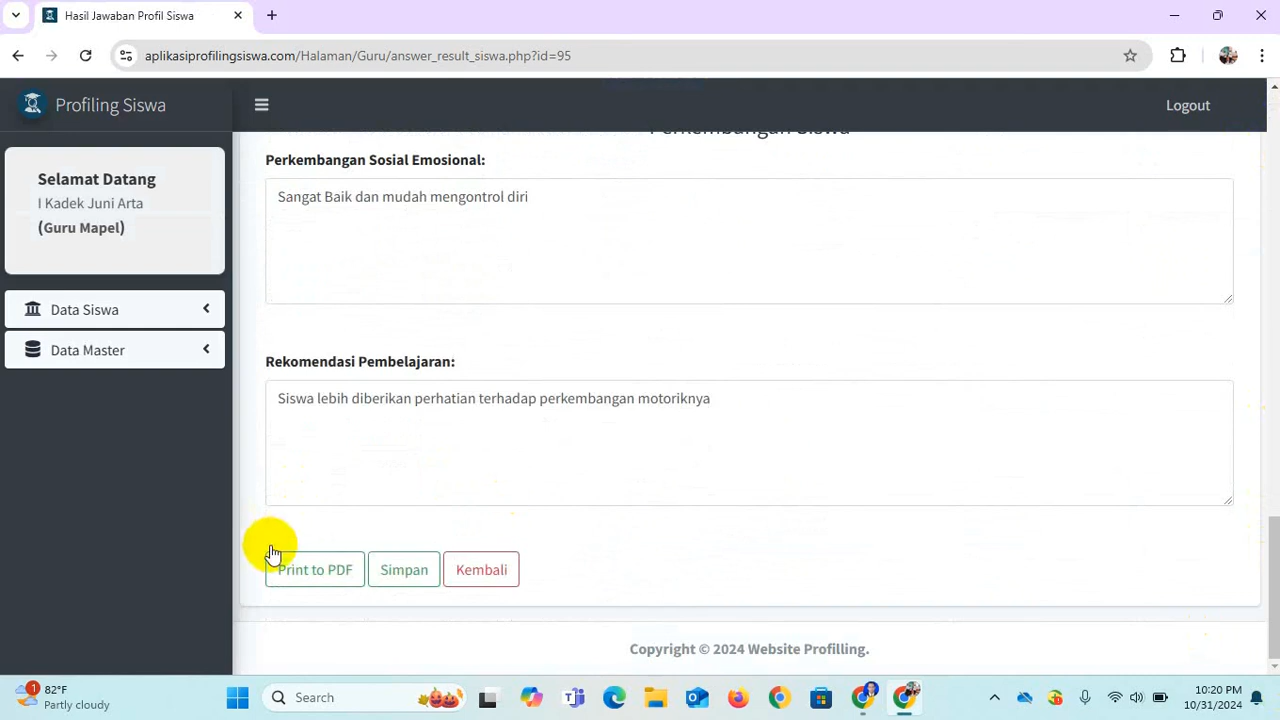 Hasil Jawaban Profil Siswa
aplikasiprofilingsiswa.com/Halaman/Guru/answer_result_siswa.php?id=95
Profiling Siswa
Logout
Perkembangan Siswa
Selamat Datang
I Kadek Juni Arta
(Guru Mapel)
Data Siswa
Data Master
Perkembangan Sosial Emosional:
Sangat Baik dan mudah mengontrol diri
Rekomendasi Pembelajaran:
Siswa lebih diberikan perhatian terhadap perkembangan motoriknya
Print to PDF
Simpan
Kembali
Copyright © 2024 Website Profilling.
1
82°F
Partly cloudy
Search
10:20 PM
10/31/2024